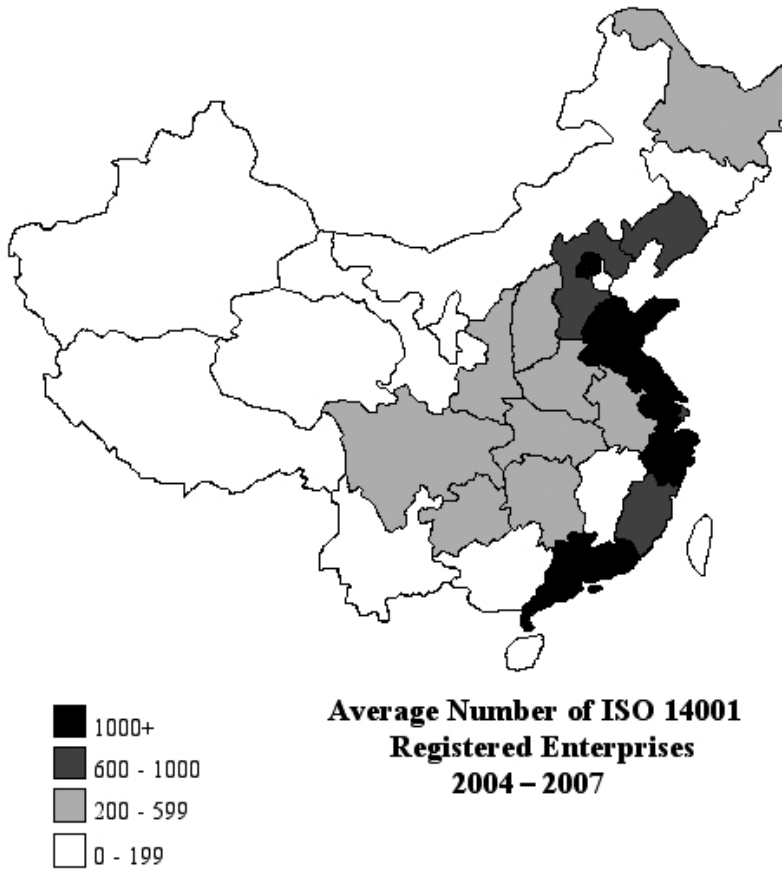 1000+
600 - 1000
200 - 599
0 - 199
Average Number of ISO 14001
Registered Enterprises
2004 – 2007